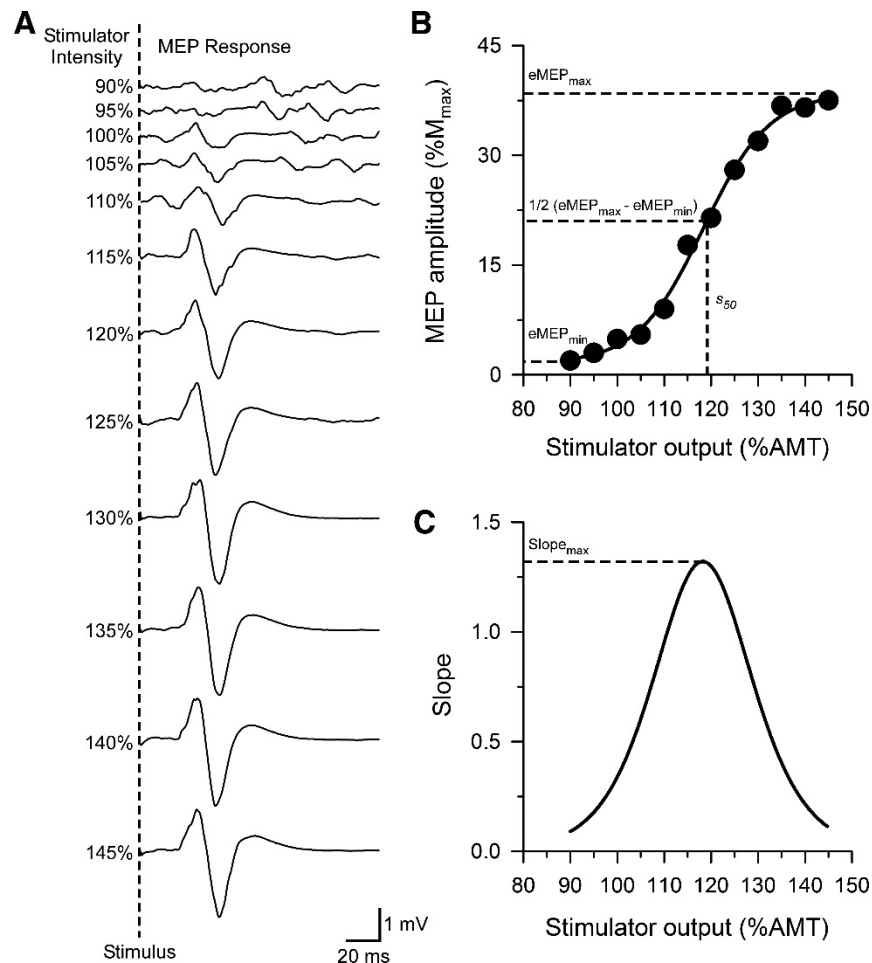 A
Stimulator
Intensity
MEP Response
90%
95%
100%
105%
110%
115%
120%
125%
130%
135%
140%
145%
Stimulus
1 mV
20 ms
B
MEP amplitude (%Mmax)
45
30
15
0
eMEPmax
1/2 (eMEPmax - eMEPmin)
eMEPmin
s50
80 90 100 110 120 130 140 150
Stimulator output (%AMT)
C
Slope
1.5
1.0
0.5
0.0
Slopemax
80 90 100 110 120 130 140 150
Stimulator output (%AMT)